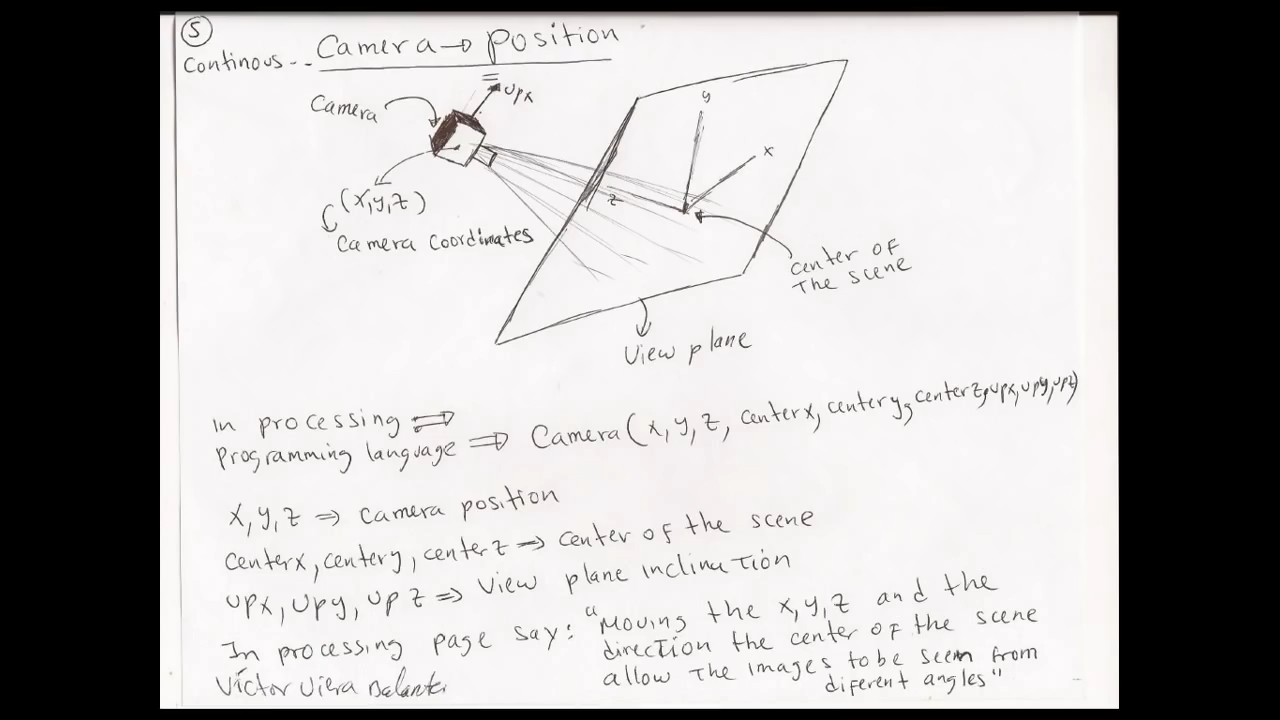 5
Continous-- Camera → position
Camera
upx
y
x
z
(x,y,z)
Camera Coordinates
Center of
The scene
View plane
In processing ⇒
Programming language ⇒ Camera(x, y, z, centerx, centery, centerz, upx, upy, upz)
x, y, z ⇒ camera position
centerx, centery, centerz ⇒ center of the scene
upx, upy, upz ⇒ view plane inclination
In processing page say: "Moving the x, y, z and the
direction the center of the scene
allow the images to be seem from
diferent angles"
Victor Viera